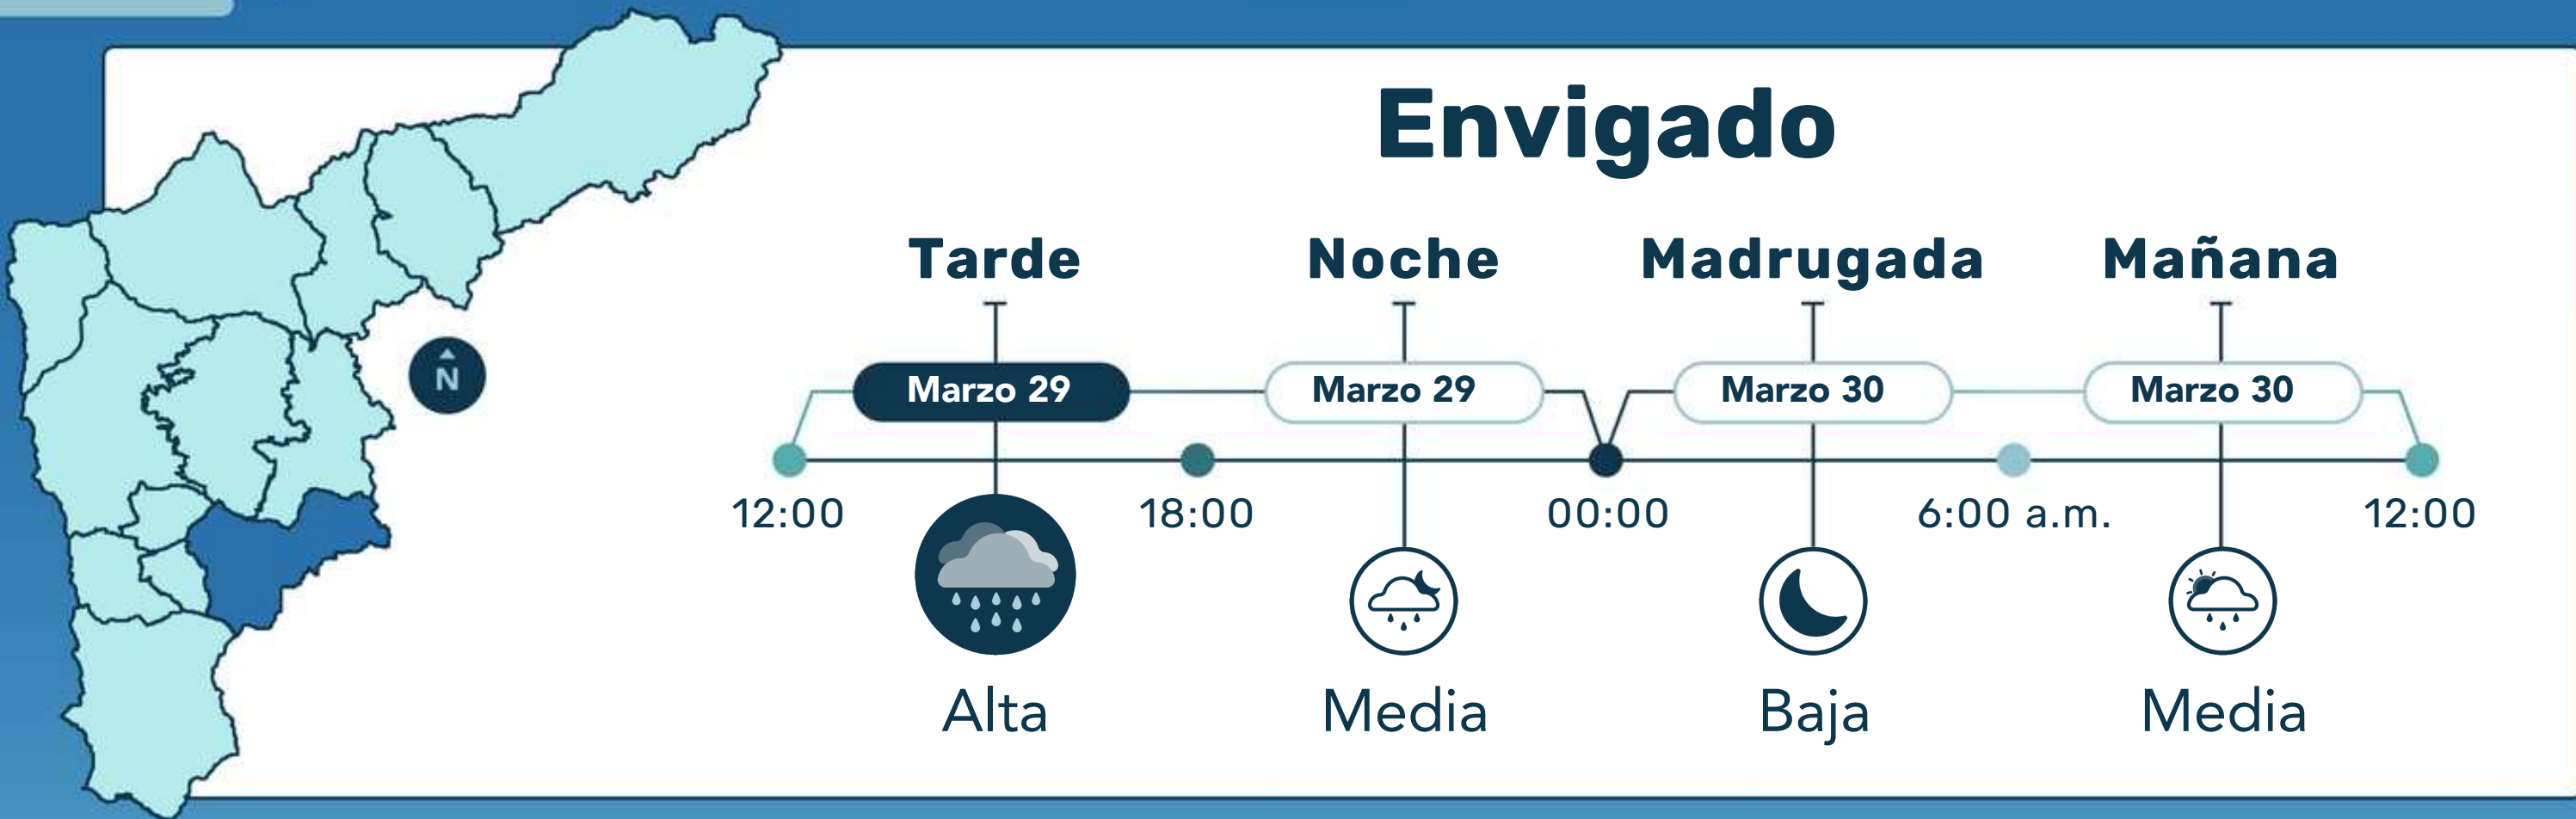 Envigado
Tarde Noche Madrugada Mañana
Marzo 29 Marzo 29 Marzo 30 Marzo 30
N
12:00 18:00 00:00 6:00 a.m. 12:00
Alta Media Baja Media